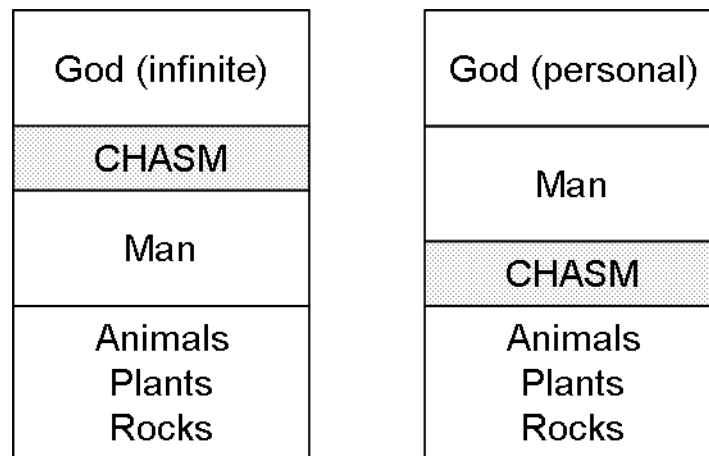 God (infinite)
CHASM
Man
Animals
Plants
Rocks
God (personal)
Man
CHASM
Animals
Plants
Rocks